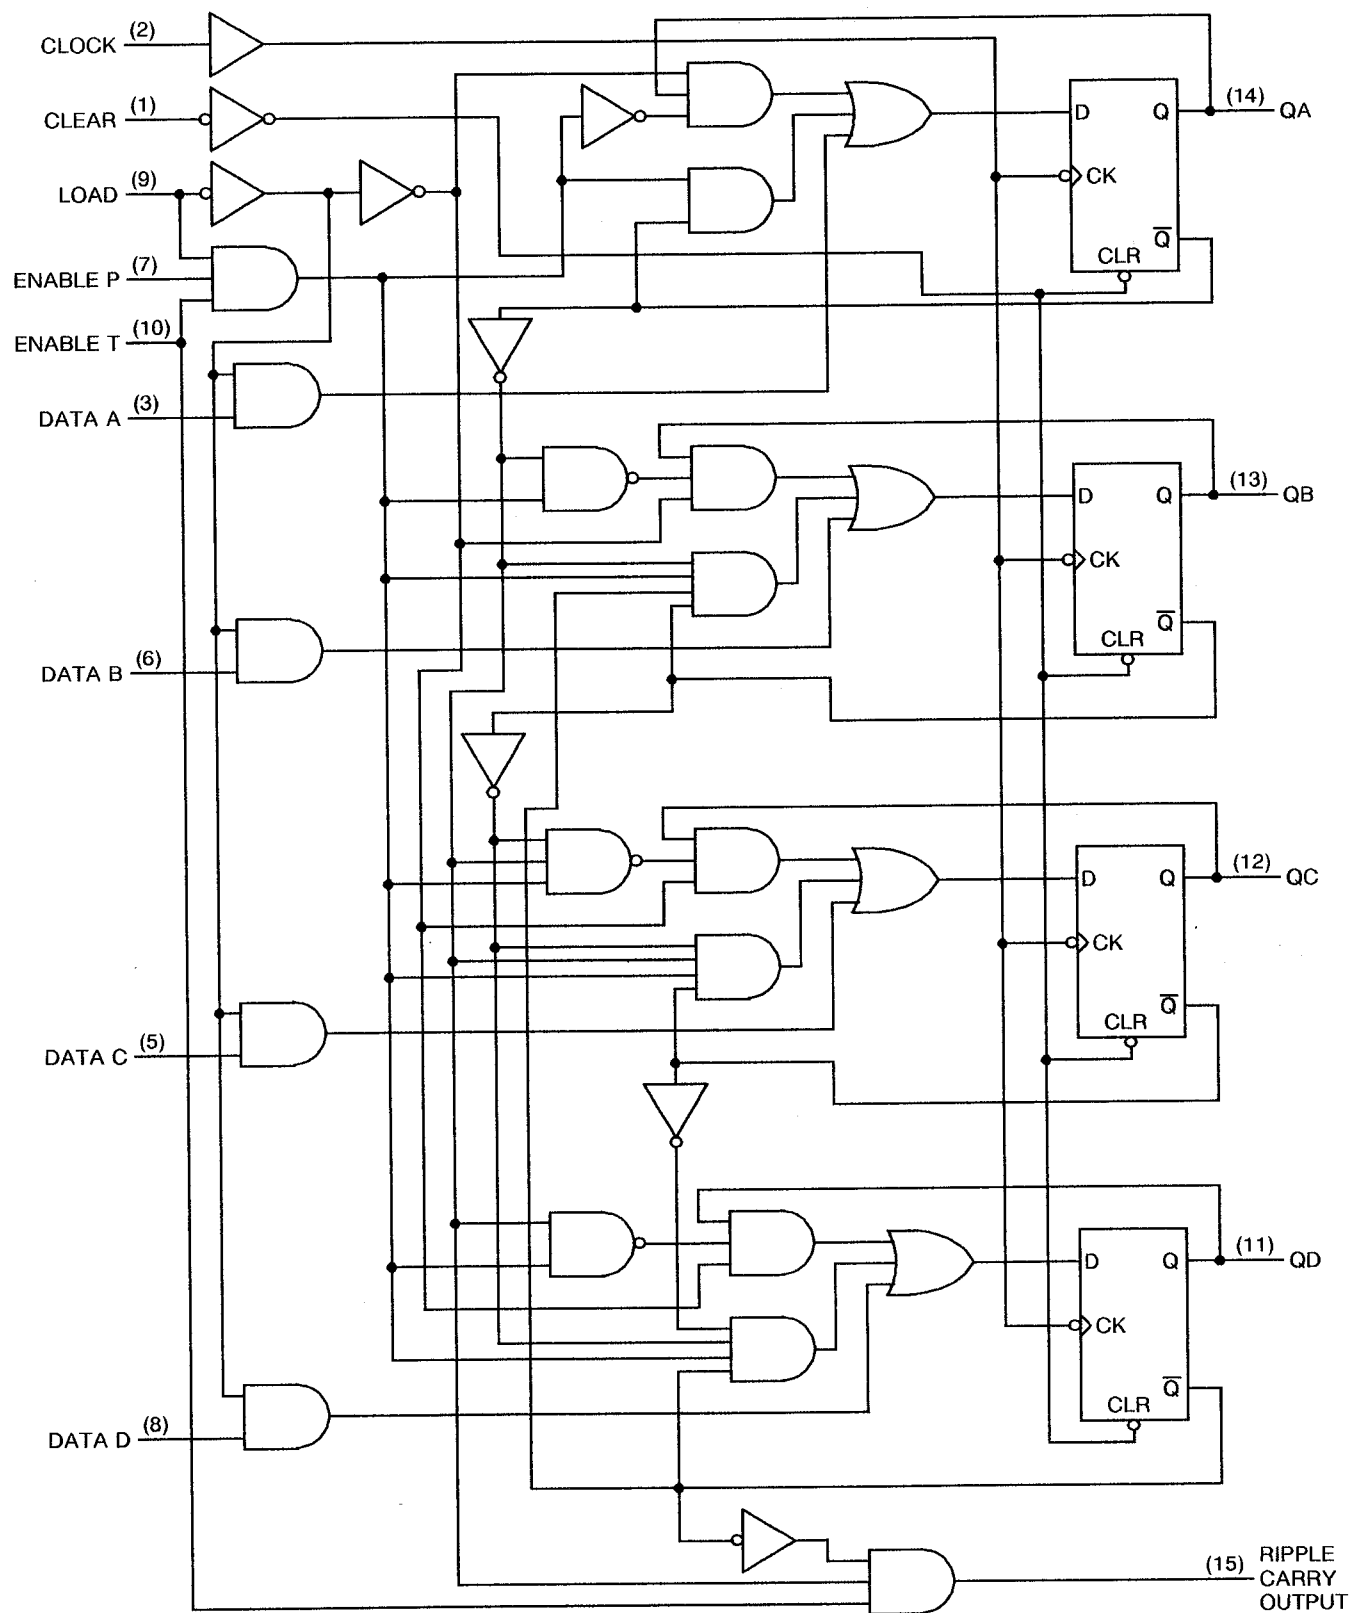 CLOCK (2)
CLEAR (1)
LOAD (9)
ENABLE P (7)
ENABLE T (10)
DATA A (3)
D Q (14) QA
CK
Q̅
CLR
D Q (13) QB
CK
Q̅
CLR
DATA B (6)
D Q (12) QC
CK
Q̅
CLR
DATA C (5)
D Q (11) QD
CK
Q̅
CLR
DATA D (8)
(15) RIPPLE
CARRY
OUTPUT